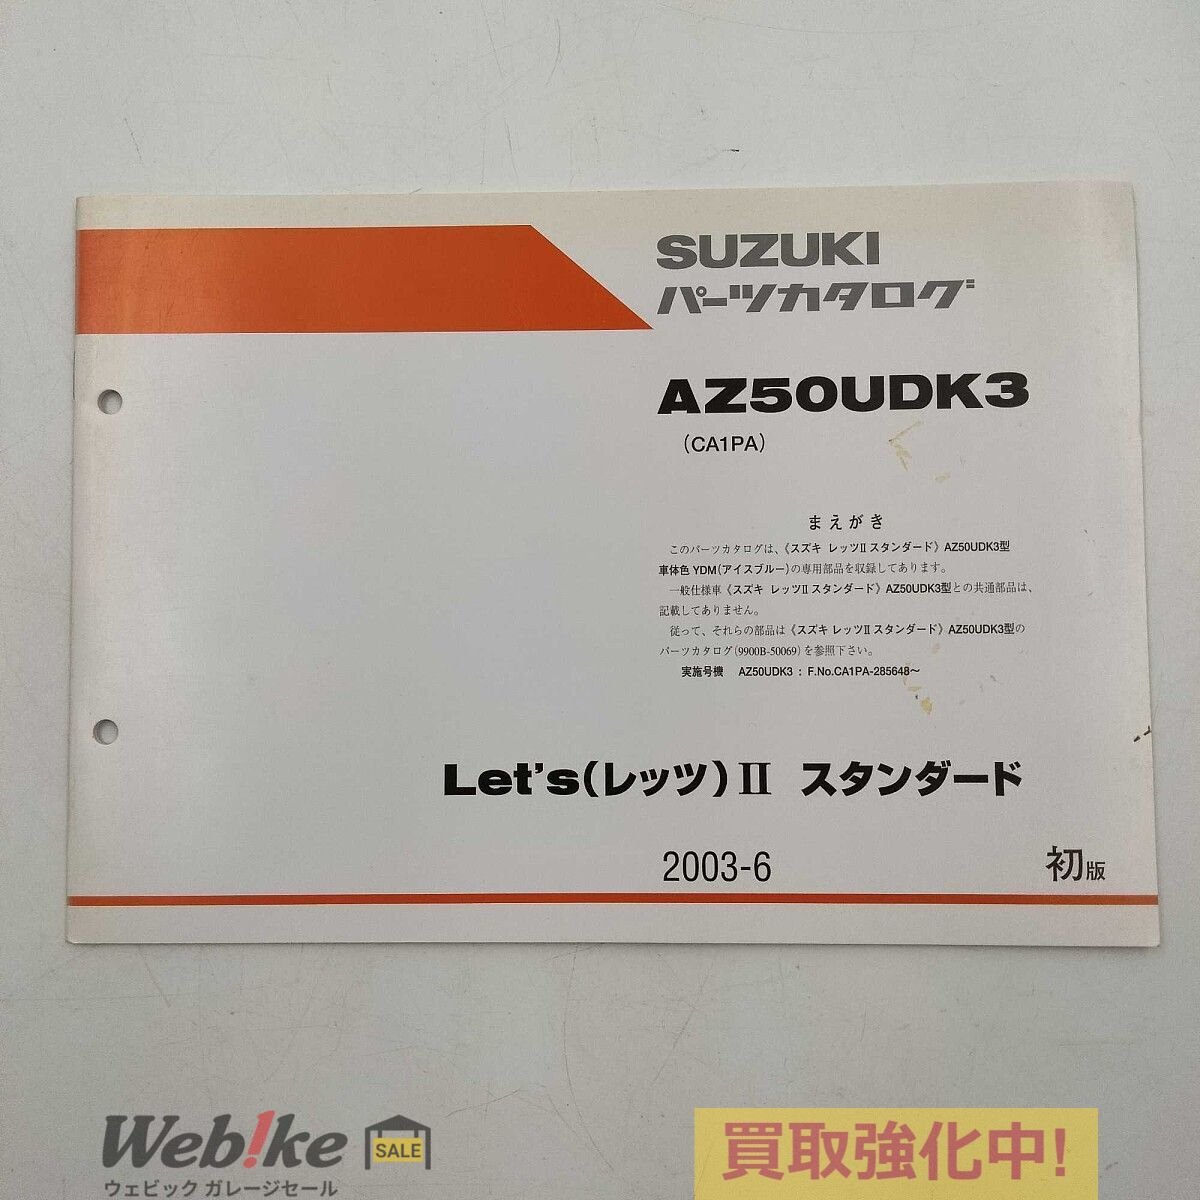 SUZUKI
パーツカタログ
AZ50UDK3
(CA1PA)
まえがき
このパーツカタログは、《スズキ レッツII スタンダード》AZ50UDK3型
車体色 YDM(アイスブルー)の専用部品を収録してあります。
一般仕様車《スズキ レッツII スタンダード》AZ50UDK3型との共通部品は、
記載してありません。
従って、それらの部品は《スズキ レッツII スタンダード》AZ50UDK3型の
パーツカタログ(9900B-50069)を参照下さい。
実施号機 AZ50UDK3 : F.No.CA1PA-285648〜
Let's(レッツ)II スタンダード
2003-6
初版
Web!ke
SALE
ウェビック ガレージセール
買取強化中!